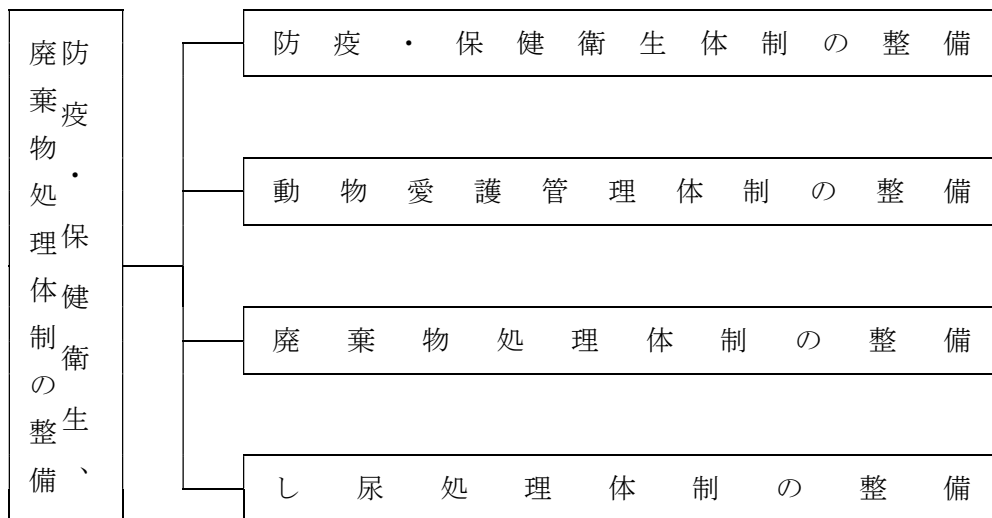 防疫・保健衛生、
廃棄物処理体制の整備
防疫・保健衛生体制の整備
動物愛護管理体制の整備
廃棄物処理体制の整備
し尿処理体制の整備